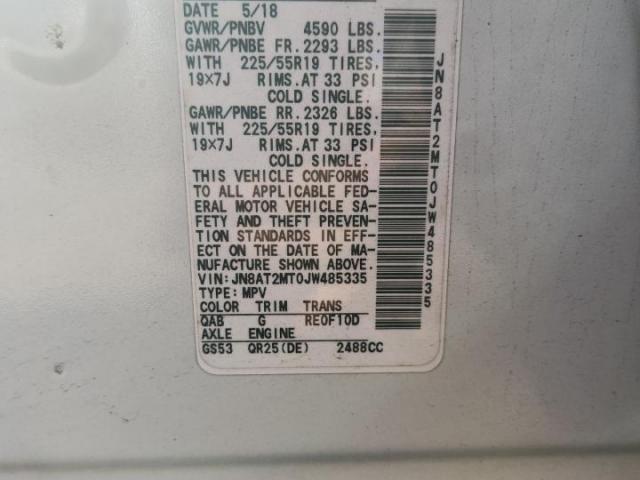 DATE 5/18
GVWR/PNBV 4590 LBS.
GAWR/PNBE FR. 2293 LBS.
WITH 225/55R19 TIRES,
19×7J RIMS. AT 33 PSI
COLD SINGLE.
GAWR/PNBE RR. 2326 LBS.
WITH 225/55R19 TIRES,
19×7J RIMS. AT 33 PSI
COLD SINGLE.
THIS VEHICLE CONFORMS
TO ALL APPLICABLE FED-
ERAL MOTOR VEHICLE SA-
FETY AND THEFT PREVEN-
TION STANDARDS IN EFF-
ECT ON THE DATE OF MA-
NUFACTURE SHOWN ABOVE.
VIN: JN8AT2MT0JW485335
TYPE: MPV
COLOR TRIM TRANS
QAB G RE0F10D
AXLE ENGINE
GS53 QR25(DE) 2488CC
JN8AT2MT0JW485335